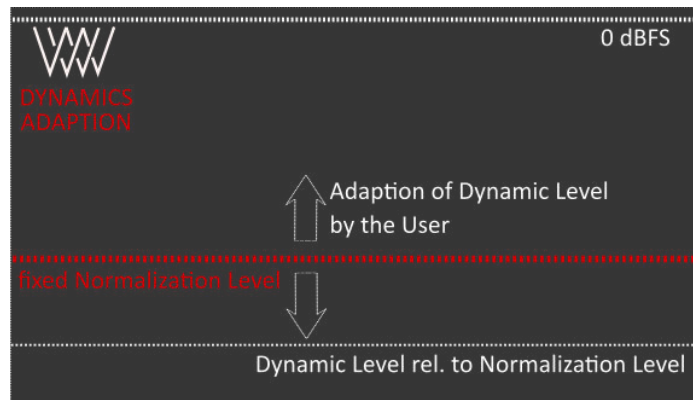 0 dBFS
DYNAMICS
ADAPTION
Adaption of Dynamic Level
by the User
fixed Normalization Level
Dynamic Level rel. to Normalization Level